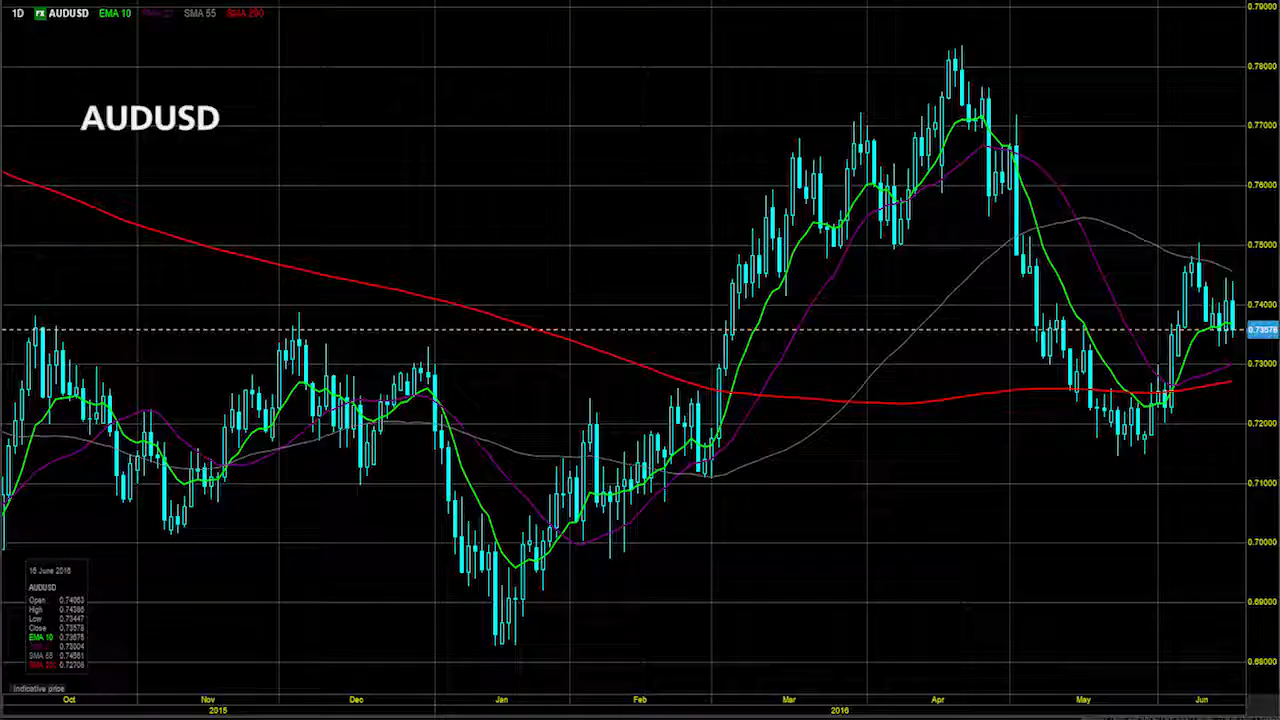 1D FX AUDUSD EMA 10 SMA 55 SMA 200
AUDUSD
0.79000
0.78000
0.77000
0.76000
0.75000
0.74000
0.73578
0.73000
0.72000
0.71000
0.70000
0.69000
0.68000
16 June 2016
AUDUSD
Open 0.74063
High 0.74386
Low 0.73447
Close 0.73578
EMA 10 0.73675
0.73004
SMA 55 0.74561
SMA 200 0.72706
Indicative price
Oct Nov Dec Jan Feb Mar Apr May Jun
2015 2016